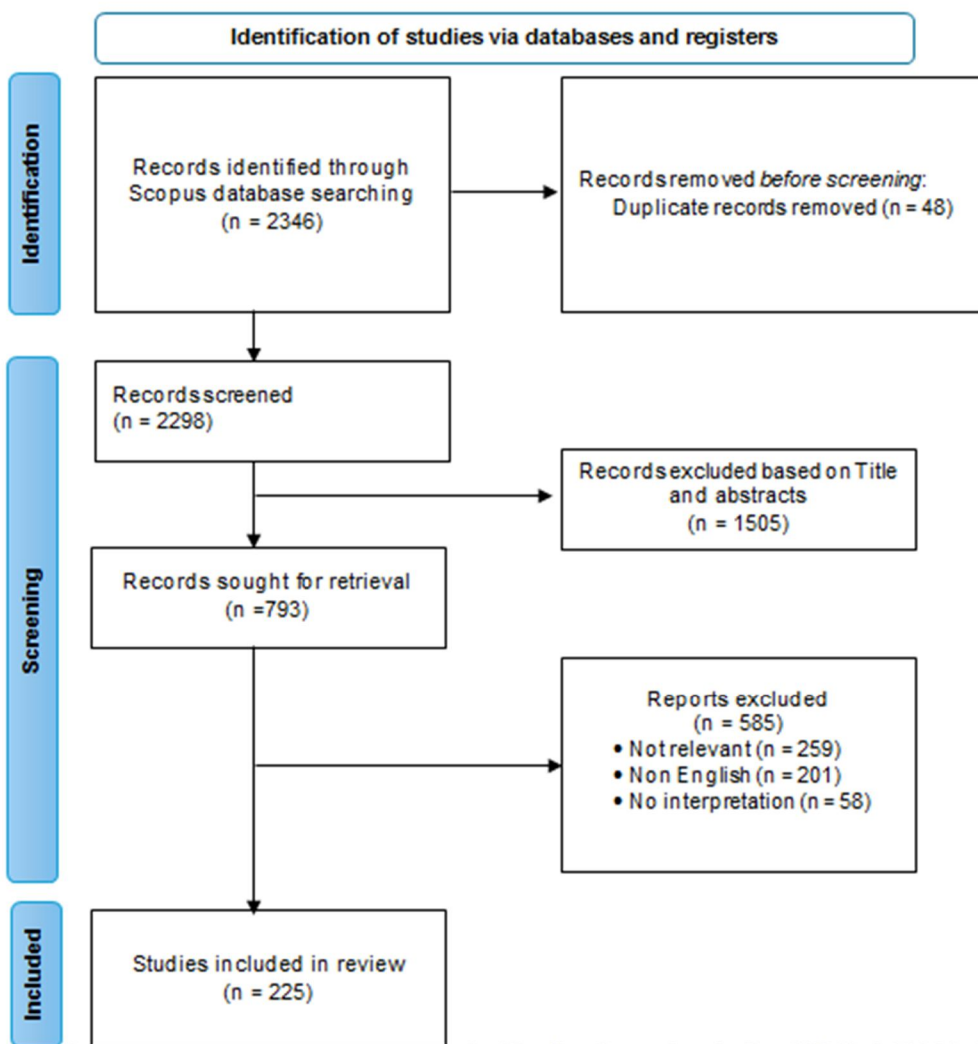 Identification of studies via databases and registers
Identification
Records identified through
Scopus database searching
(n = 2346)
Records removed before screening:
Duplicate records removed (n = 48)
Screening
Records screened
(n = 2298)
Records excluded based on Title
and abstracts
(n = 1505)
Records sought for retrieval
(n =793)
Reports excluded
(n = 585)
• Not relevant (n = 259)
• Non English (n = 201)
• No interpretation (n = 58)
Included
Studies included in review
(n = 225)